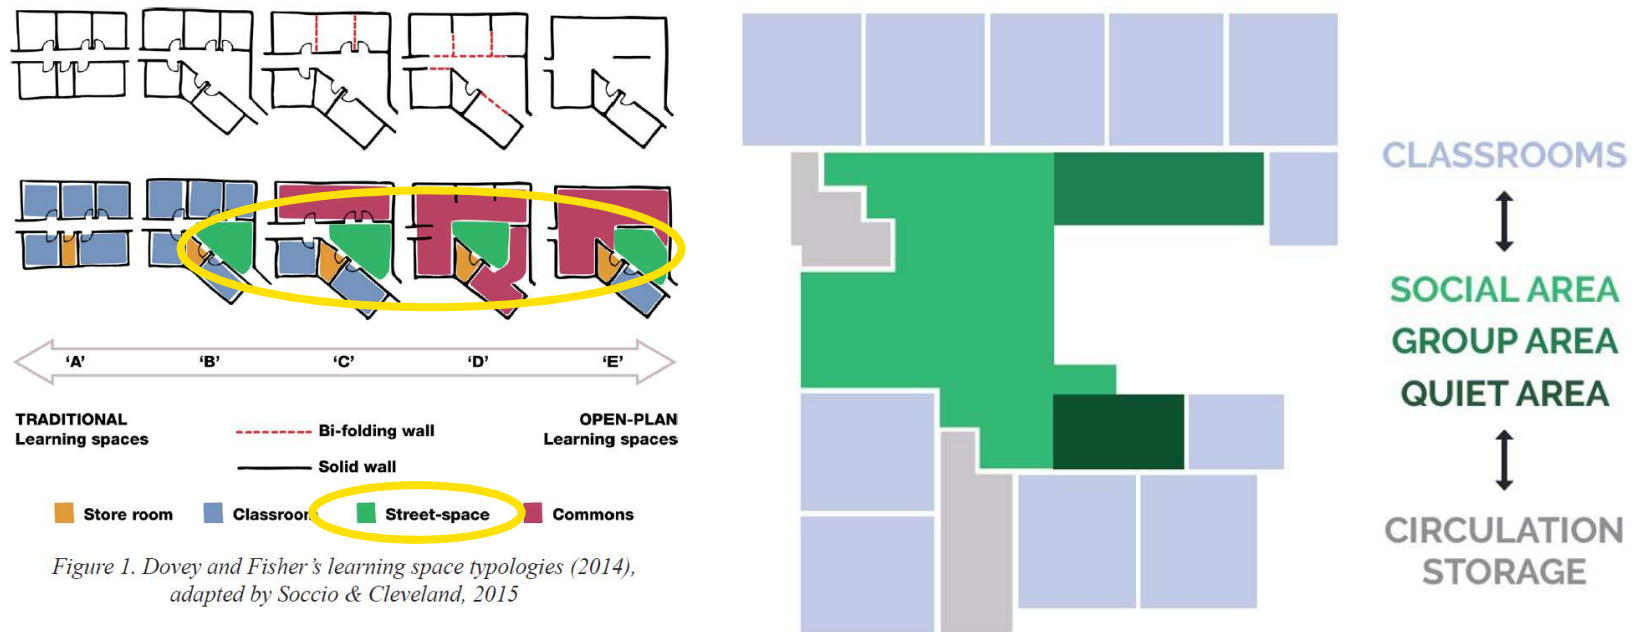 ‘A’
‘B’
‘C’
‘D’
‘E’
TRADITIONAL
Learning spaces
OPEN-PLAN
Learning spaces
Bi-folding wall
Solid wall
Store room
Classroom
Street-space
Commons
Figure 1. Dovey and Fisher’s learning space typologies (2014),
adapted by Soccio & Cleveland, 2015
CLASSROOMS
SOCIAL AREA
GROUP AREA
QUIET AREA
CIRCULATION
STORAGE